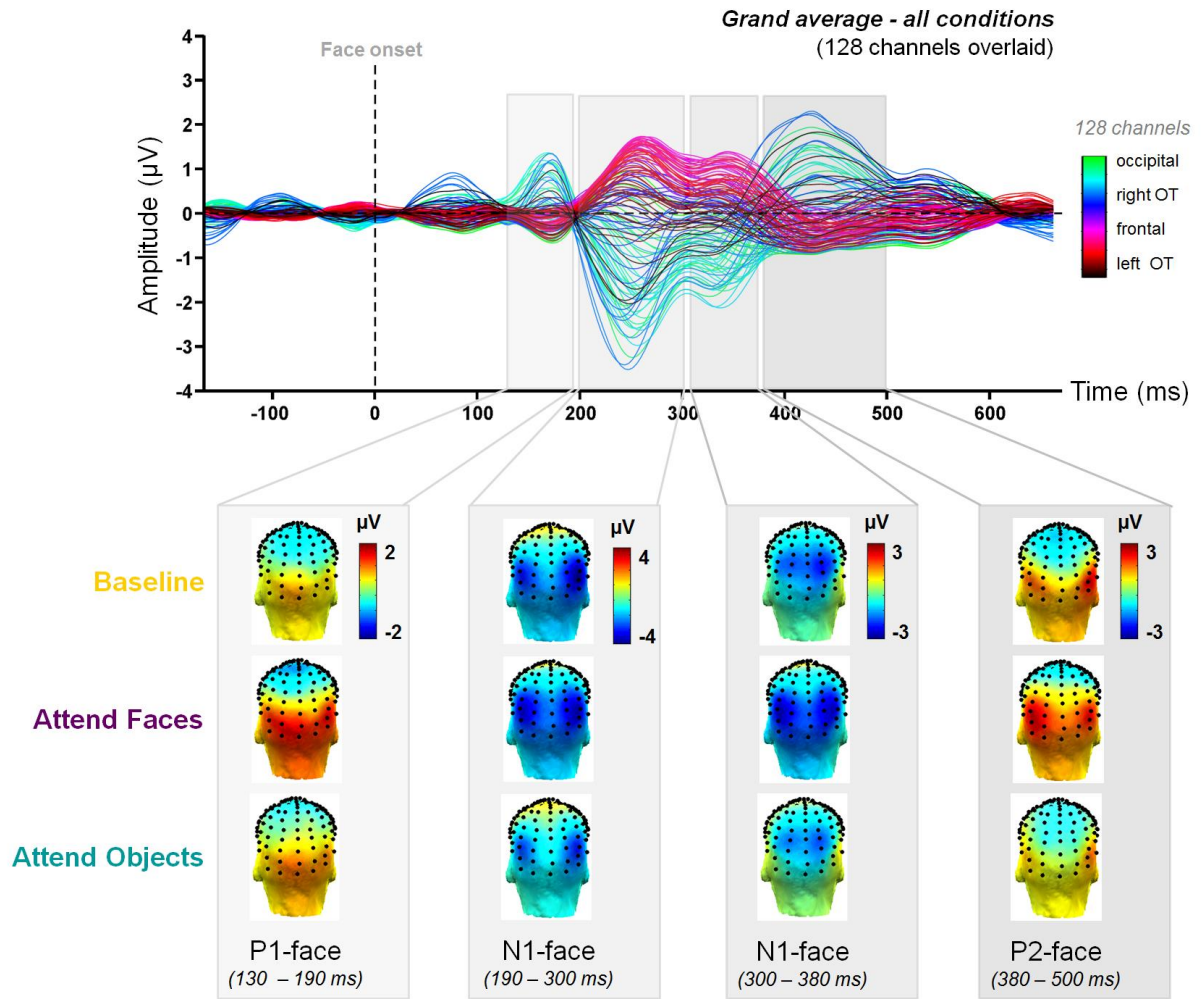 Grand average - all conditions
(128 channels overlaid)
Face onset
4
3
2
1
0
-1
-2
-3
-4
Amplitude (µV)
-100 0 100 200 300 400 500 600
Time (ms)
128 channels
occipital
right OT
frontal
left OT
µV µV µV µV
2 4 3 3
Baseline
-2 -4 -3 -3
Attend Faces
Attend Objects
P1-face N1-face N1-face P2-face
(130 – 190 ms) (190 – 300 ms) (300 – 380 ms) (380 – 500 ms)